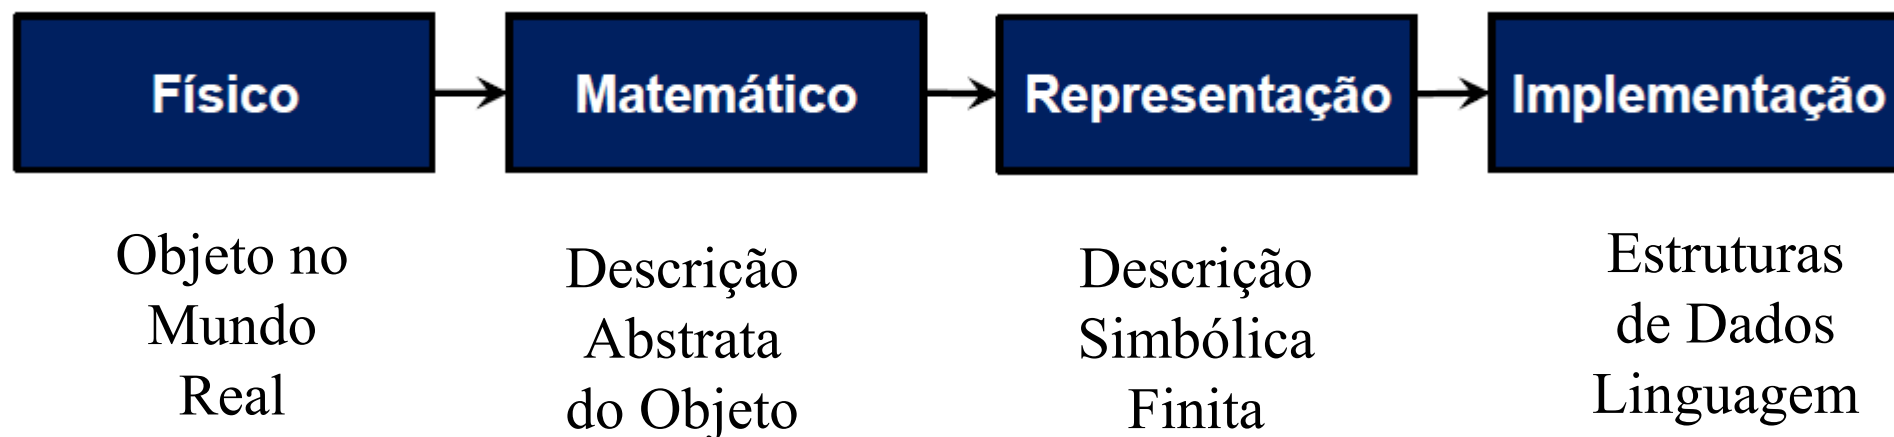 Físico
Matemático
Representação
Implementação
Objeto no
Mundo
Real
Descrição
Abstrata
do Objeto
Descrição
Simbólica
Finita
Estruturas
de Dados
Linguagem